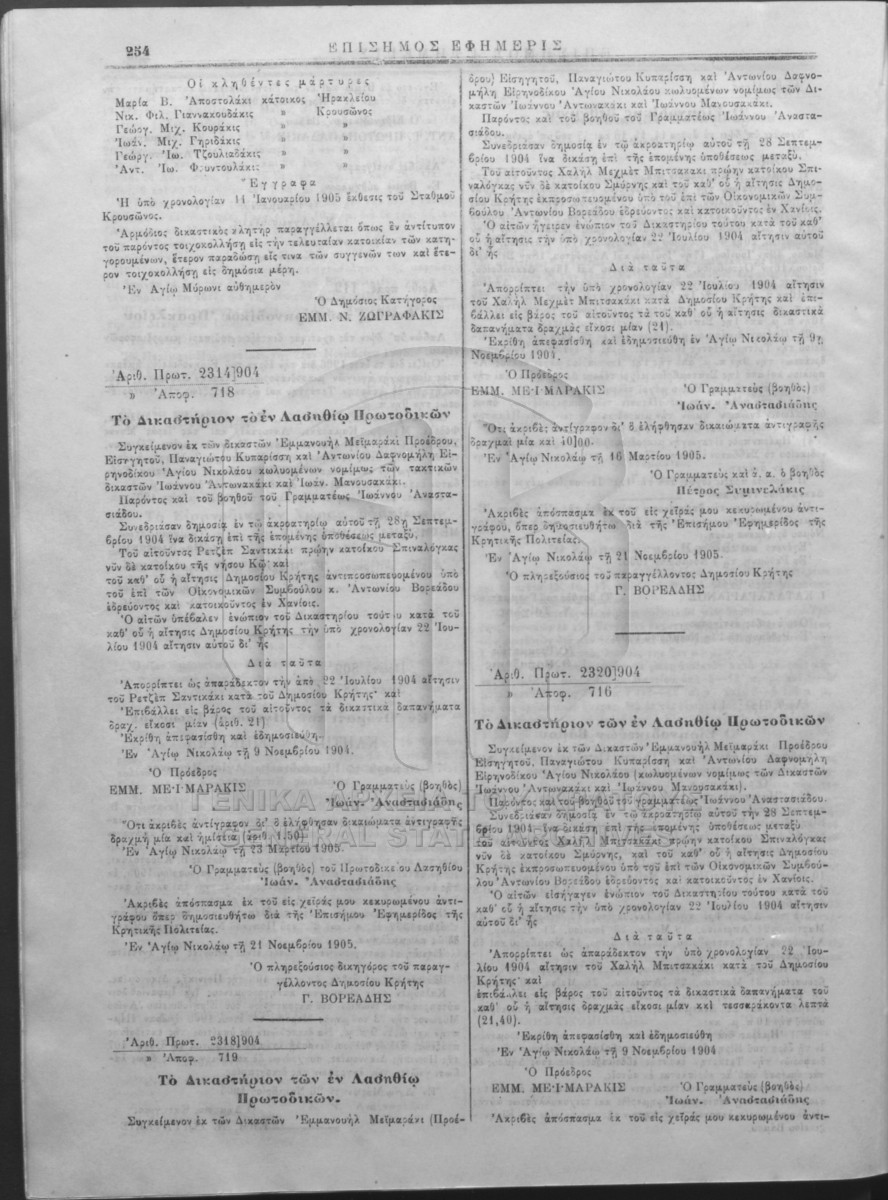 254
ΕΠΙΣΗΜΟΣ ΕΦΗΜΕΡΙΣ
Οἱ κληθέντες μάρτυρες
Μαρία Β. Ἀποστολάκι κάτοικος Ἡρακλείου
Νικ. Φιλ. Γιαννακουδάκις » Κρουσῶνος
Γεώργ. Μιχ. Κουράκις » »
Ἰωάν. Μιχ. Γηριδάκις » »
Γεώργ. Ἰω. Τζουλιαδάκις » »
Ἀντ. Ἰω. Φουντουλάκις » »
Ἔγγραφα
Ἡ ὑπὸ χρονολογίαν 11 Ἰανουαρίου 1905 ἔκθεσις τοῦ Σταθμοῦ
Κρουσῶνος.
Ἁρμόδιος δικαστικὸς κλητὴρ παραγγέλλεται ὅπως ἓν ἀντίτυπον
τοῦ παρόντος τοιχοκολλήσῃ εἰς τὴν τελευταίαν κατοικίαν τῶν κατη-
γορουμένων, ἕτερον παραδώσῃ εἴς τινα τῶν συγγενῶν των καὶ ἕτε-
ρον τοιχοκολλήσῃ εἰς δημόσια μέρη.
Ἐν Ἁγίῳ Μύρωνι αὐθημερὸν
Ὁ Δημόσιος Κατήγορος
ΕΜΜ. Ν. ΖΩΓΡΑΦΑΚΙΣ
Ἀριθ. Πρωτ. 2314]904
» Ἀποφ. 718
Τὸ Δικαστήριον τὸ ἐν Λασηθίῳ Πρωτοδικῶν
Συγκείμενον ἐκ τῶν δικαστῶν Ἐμμανουὴλ Μεϊμαράκι Προέδρου,
Εἰσηγητοῦ, Παναγιώτου Κυπαρίσση καὶ Ἀντωνίου Δαφνομήλη Εἰ-
ρηνοδίκου Ἁγίου Νικολάου κωλυομένων νομίμως τῶν τακτικῶν
δικαστῶν Ἰωάννου Ἀντωνακάκι καὶ Ἰωάν. Μανουσακάκι.
Παρόντος καὶ τοῦ βοηθοῦ τοῦ Γραμματέως Ἰωάννου Ἀναστα-
σιάδου.
Συνεδριάσαν δημοσίᾳ ἐν τῷ ἀκροατηρίῳ αὑτοῦ τῇ 28ῃ Σεπτεμ-
βρίου 1904 ἵνα δικάσῃ ἐπὶ τῆς ἑπομένης ὑποθέσεως μεταξύ,
Τοῦ αἰτοῦντος Ρετζὲπ Σαντικάκι πρώην κατοίκου Σπιναλόγκας
νῦν δὲ κατοίκου τῆς νήσου Κῶ· καὶ
τοῦ καθ' οὗ ἡ αἴτησις Δημοσίου Κρήτης ἀντιπροσωπευομένου ὑπὸ
τοῦ ἐπὶ τῶν Οἰκονομικῶν Συμβούλου κ. Ἀντωνίου Βορεάδου
ἑδρεύοντος καὶ κατοικοῦντος ἐν Χανίοις.
Ὁ αἰτῶν ὑπέβαλεν ἐνώπιον τοῦ Δικαστηρίου τούτου κατὰ τοῦ
καθ' οὗ ἡ αἴτησις Δημοσίου Κρήτης τὴν ὑπὸ χρονολογίαν 22 Ἰου-
λίου 1904 αἴτησιν αὐτοῦ δι' ἧς
Διὰ ταῦτα
Ἀπορρίπτει ὡς ἀπαράδεκτον τὴν ἀπὸ 22 Ἰουλίου 1904 αἴτησιν
τοῦ Ρετζὲπ Σαντικάκι κατὰ τοῦ Δημοσίου Κρήτης· καὶ
Ἐπιβάλλει εἰς βάρος τοῦ αἰτοῦντος τὰ δικαστικὰ δαπανήματα
δραχ. εἴκοσι μίαν (ἀριθ. 21)
Ἐκρίθη ἀπεφασίσθη καὶ ἐδημοσιεύθη.
Ἐν Ἁγίῳ Νικολάῳ τῇ 9 Νοεμβρίου 1904.
Ὁ Πρόεδρος
ΕΜΜ. ΜΕ·Ι·ΜΑΡΑΚΙΣ Ὁ Γραμματεὺς (βοηθὸς)
Ἰωάν. Ἀναστασιάδης
Ὅτι ἀκριβὲς ἀντίγραφον δι' ὃ ἐλήφθησαν δικαιώματα ἀντιγραφῆς
δραχμὴ μία καὶ ἡμίσεια (ἀριθ. 1,50)
Ἐν Ἁγίῳ Νικολάῳ τῇ 23 Μαρτίου 1905.
Ὁ Γραμματεὺς (βοηθὸς) τοῦ Πρωτοδικείου Λασηθίου
Ἰωάν. Ἀναστασιάδης
Ἀκριβὲς ἀπόσπασμα ἐκ τοῦ εἰς χεῖράς μου κεκυρωμένου ἀντι-
γράφου ὅπερ δημοσιευθήτω διὰ τῆς Ἐπισήμου Ἐφημερίδος τῆς
Κρητικῆς Πολιτείας.
Ἐν Ἁγίῳ Νικολάῳ τῇ 21 Νοεμβρίου 1905.
Ὁ πληρεξούσιος δικηγόρος τοῦ παραγ-
γέλλοντος Δημοσίου Κρήτης
Γ. ΒΟΡΕΑΔΗΣ
Ἀριθ. Πρωτ. 2318]904
» Ἀποφ. 719
Τὸ Δικαστήριον τῶν ἐν Λασηθίῳ
Πρωτοδικῶν.
Συγκείμενον ἐκ τῶν Δικαστῶν Ἐμμανουὴλ Μεϊμαράκι (Προέ-
δρου) Εἰσηγητοῦ, Παναγιώτου Κυπαρίσση καὶ Ἀντωνίου Δαφνο-
μήλη Εἰρηνοδίκου Ἁγίου Νικολάου κωλυομένων νομίμως τῶν Δι-
καστῶν Ἰωάννου Ἀντωνακάκι καὶ Ἰωάννου Μανουσακάκι.
Παρόντος καὶ τοῦ βοηθοῦ τοῦ Γραμματέως Ἰωάννου Ἀναστα-
σιάδου.
Συνεδριάσαν δημοσίᾳ ἐν τῷ ἀκροατηρίῳ αὑτοῦ τῇ 28 Σεπτεμ-
βρίου 1904 ἵνα δικάσῃ ἐπὶ τῆς ἑπομένης ὑποθέσεως μεταξύ,
Τοῦ αἰτοῦντος Χαλὴλ Μεχμὲτ Μπιτσακάκι πρώην κατοίκου Σπι-
ναλόγκας νῦν δὲ κατοίκου Σμύρνης καὶ τοῦ καθ' οὗ ἡ αἴτησις Δημο-
σίου Κρήτης ἐκπροσωπευομένου ὑπὸ τοῦ ἐπὶ τῶν Οἰκονομικῶν Συμ-
βούλου Ἀντωνίου Βορεάδου ἑδρεύοντος καὶ κατοικοῦντος ἐν Χανίοις.
Ὁ αἰτῶν ἤγειρεν ἐνώπιον τοῦ Δικαστηρίου τούτου κατὰ τοῦ καθ'
οὗ ἡ αἴτησις τὴν ὑπὸ χρονολογίαν 22 Ἰουλίου 1904 αἴτησιν αὐτοῦ
δι' ἧς
Διὰ ταῦτα
Ἀπορρίπτει τὴν ὑπὸ χρονολογίαν 22 Ἰουλίου 1904 αἴτησιν
τοῦ Χαλὴλ Μεχμὲτ Μπιτσακάκι κατὰ Δημοσίου Κρήτης καὶ ἐπι-
βάλλει εἰς βάρος τοῦ αἰτοῦντος τὰ τοῦ καθ' οὗ ἡ αἴτησις δικαστικὰ
δαπανήματα δραχμὰς εἴκοσι μίαν (21).
Ἐκρίθη ἀπεφασίσθη καὶ ἐδημοσιεύθη ἐν Ἁγίῳ Νικολάῳ τῇ 9ῃ
Νοεμβρίου 1904.
Ὁ Πρόεδρος
ΕΜΜ. ΜΕ·Ι·ΜΑΡΑΚΙΣ Ὁ Γραμματεὺς (βοηθὸς)
Ἰωάν. Ἀναστασιάδης
Ὅτι ἀκριβὲς ἀντίγραφον δι' ὃ ἐλήφθησαν δικαιώματα ἀντιγραφῆς
δραχμαὶ μία καὶ 40]00.
Ἐν Ἁγίῳ Νικολάῳ τῇ 16 Μαρτίου 1905.
Ὁ Γραμματεὺς καὶ ἀ. α. ὁ βοηθὸς
Πέτρος Συμινελάκις
Ἀκριβὲς ἀπόσπασμα ἐκ τοῦ εἰς χεῖράς μου κεκυρωμένου ἀντι-
γράφου, ὅπερ δημοσιευθήτω διὰ τῆς Ἐπισήμου Ἐφημερίδος τῆς
Κρητικῆς Πολιτείας.
Ἐν Ἁγίῳ Νικολάῳ τῇ 21 Νοεμβρίου 1905.
Ὁ πληρεξούσιος τοῦ παραγγέλλοντος Δημοσίου Κρήτης
Γ. ΒΟΡΕΑΔΗΣ
Ἀριθ. Πρωτ. 2320]904
» Ἀποφ. 716
Τὸ Δικαστήριον τῶν ἐν Λασηθίῳ Πρωτοδικῶν
Συγκείμενον ἐκ τῶν Δικαστῶν Ἐμμανουὴλ Μεϊμαράκι Προέδρου
Εἰσηγητοῦ, Παναγιώτου Κυπαρίσση καὶ Ἀντωνίου Δαφνομήλη
Εἰρηνοδίκου Ἁγίου Νικολάου (κωλυομένων νομίμως τῶν Δικαστῶν
Ἰωάννου Ἀντωνακάκι καὶ Ἰωάννου Μανουσακάκι).
Παρόντος καὶ τοῦ βοηθοῦ τοῦ γραμματέως Ἰωάννου Ἀναστασιάδου.
Συνεδριάσαν δημοσίᾳ ἐν τῷ ἀκροατηρίῳ αὑτοῦ τὴν 28 Σεπτεμ-
βρίου 1904 ἵνα δικάσῃ ἐπὶ τῆς ἑπομένης ὑποθέσεως μεταξὺ
τοῦ αἰτοῦντος Χαλὴλ Μπιτσακάκι πρώην κατοίκου Σπιναλόγκας
νῦν δὲ κατοίκου Σμύρνης, καὶ τοῦ καθ' οὗ ἡ αἴτησις Δημοσίου
Κρήτης ἐκπροσωπευομένου ὑπὸ τοῦ ἐπὶ τῶν Οἰκονομικῶν Συμβού-
λου Ἀντωνίου Βορεάδου ἑδρεύοντος καὶ κατοικοῦντος ἐν Χανίοις.
Ὁ αἰτῶν εἰσήγαγεν ἐνώπιον τοῦ Δικαστηρίου τούτου κατὰ τοῦ
καθ' οὗ ἡ αἴτησις τὴν ὑπὸ χρονολογίαν 22 Ἰουλίου 1904 αἴτησιν
αὐτοῦ δι' ἧς
Διὰ ταῦτα
Ἀπορρίπτει ὡς ἀπαράδεκτον τὴν ὑπὸ χρονολογίαν 22 Ἰου-
λίου 1904 αἴτησιν τοῦ Χαλὴλ Μπιτσακάκι κατὰ τοῦ Δημοσίου
Κρήτης· καὶ
ἐπιβάλλει εἰς βάρος τοῦ αἰτοῦντος τὰ δικαστικὰ δαπανήματα τοῦ
καθ' οὗ ἡ αἴτησις δραχμὰς εἴκοσι μίαν καὶ τεσσαράκοντα λεπτὰ
(21,40).
Ἐκρίθη ἀπεφασίσθη καὶ ἐδημοσιεύθη
Ἐν Ἁγίῳ Νικολάῳ τῇ 9 Νοεμβρίου 1904
Ὁ Πρόεδρος
ΕΜΜ. ΜΕ·Ι·ΜΑΡΑΚΙΣ Ὁ Γραμματεὺς (βοηθὸς)
Ἰωάν. Ἀναστασιάδης
Ἀκριβὲς ἀπόσπασμα ἐκ τοῦ εἰς χεῖράς μου κεκυρωμένου ἀντι-